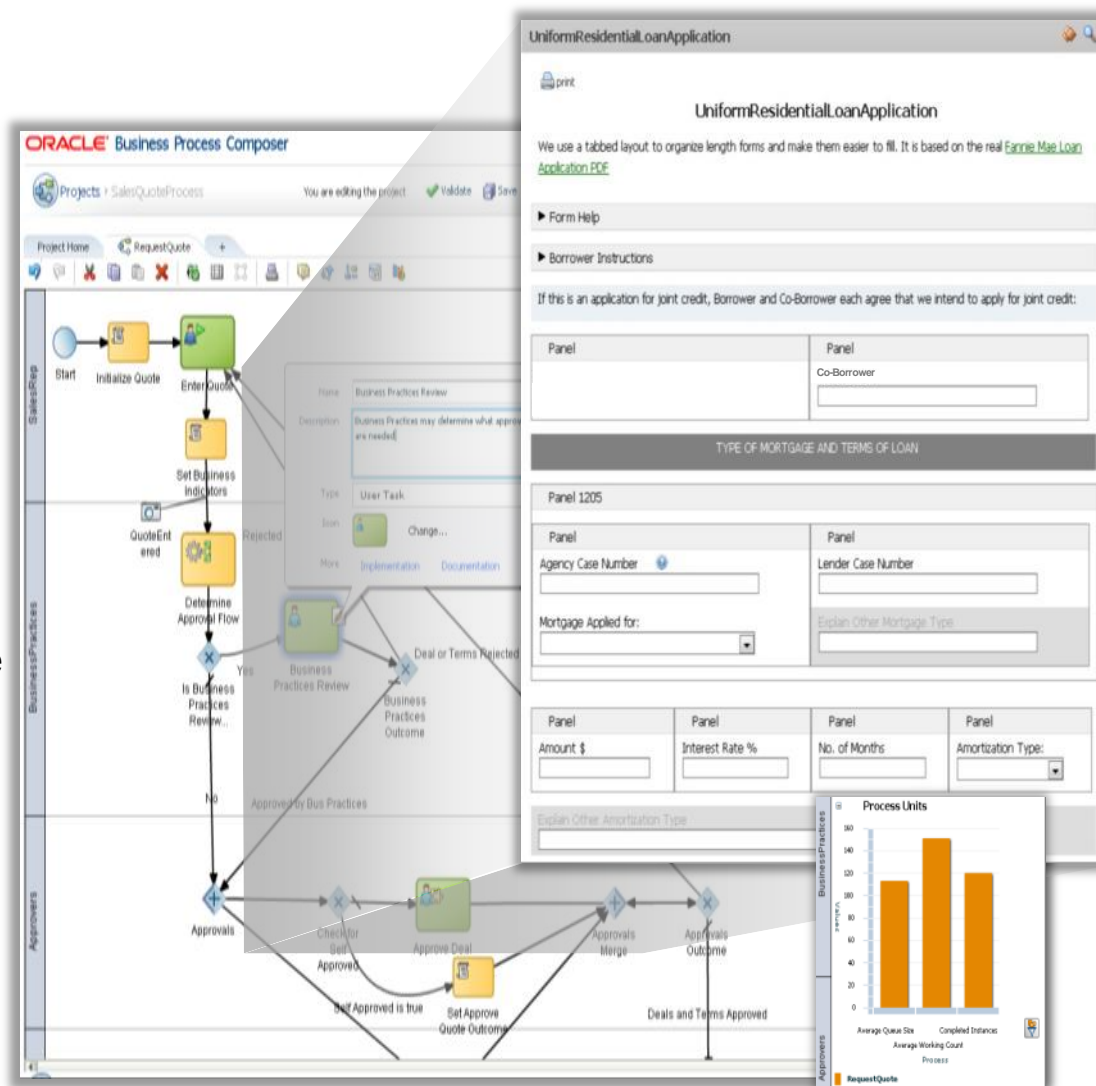 UniformResidentialLoanApplication
print
UniformResidentialLoanApplication
We use a tabbed layout to organize length forms and make them easier to fill. It is based on the real Fannie Mae Loan
Application PDF
Form Help
Borrower Instructions
If this is an application for joint credit, Borrower and Co-Borrower each agree that we intend to apply for joint credit:
Panel Panel
Co-Borrower
TYPE OF MORTGAGE AND TERMS OF LOAN
Panel 1205
Panel Panel
Agency Case Number Lender Case Number
Mortgage Applied for: Explain Other Mortgage Type
Panel Panel Panel Panel
Amount $ Interest Rate % No. of Months Amortization Type:
Explain Other Amortization Type
ORACLE Business Process Composer
Projects SalesQuoteProcess You are editing the project Validate Save
Project Home RequestQuote +
SalesRep
Start
Initialize Quote
Enter Quote
Set Business
Indicators
Name Business Practices Review
Description Business Practices may determine what approv
are needed
Type User Task
Icon Change...
More Implementation Documentation
BusinessPractices
QuoteEnt
ered
Rejected
Determine
Approval Flow
Yes
Is Business
Practices
Review...
Business
Practices Review
Deal or Terms Rejected
Business
Practices
Outcome
No
Approved by Bus Practices
e
Approvers
Approvals
Check for
Self
Approved
Approve Deal
Approvals
Merge
Approvals
Outcome
Self Approved is true
Set Approve
Quote Outcome
Deals and Terms Approved
BusinessPractices
Approvers
Process Units
160
140
120
100
80
60
40
20
0
Values
Average Queue Size Completed Instances
Average Working Count
Process
RequestQuote